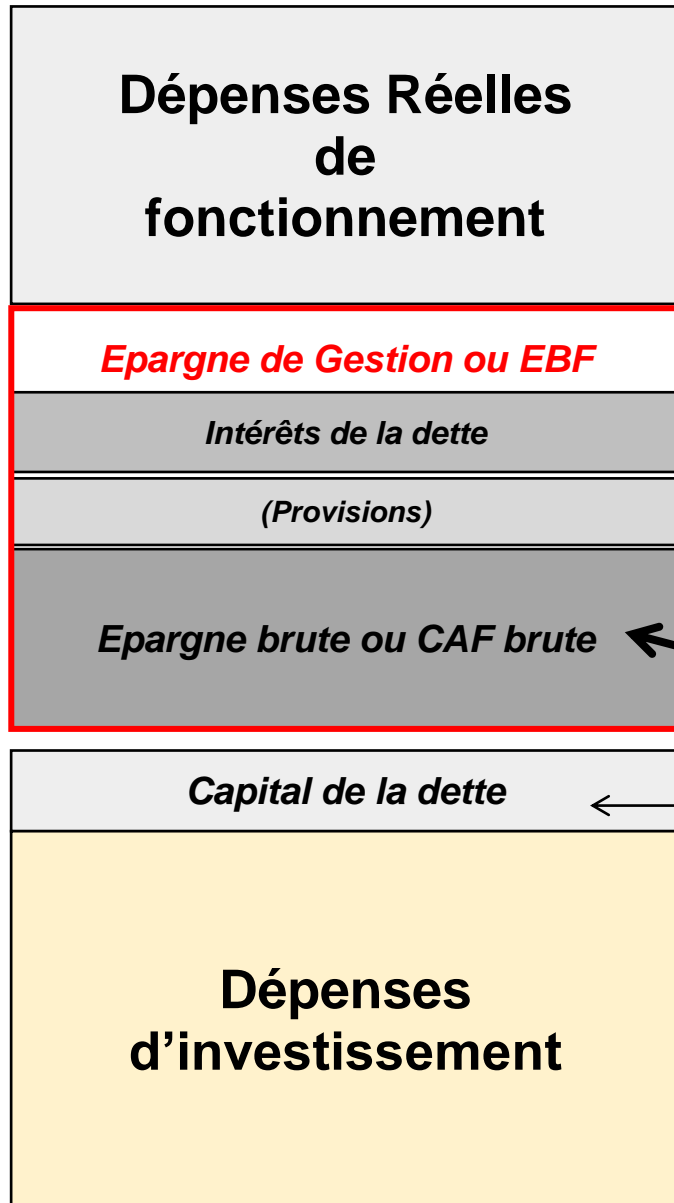 Dépenses Réelles
de
fonctionnement
Epargne de Gestion ou EBF
Intérêts de la dette
(Provisions)
Epargne brute ou CAF brute
Capital de la dette
Dépenses
d’investissement